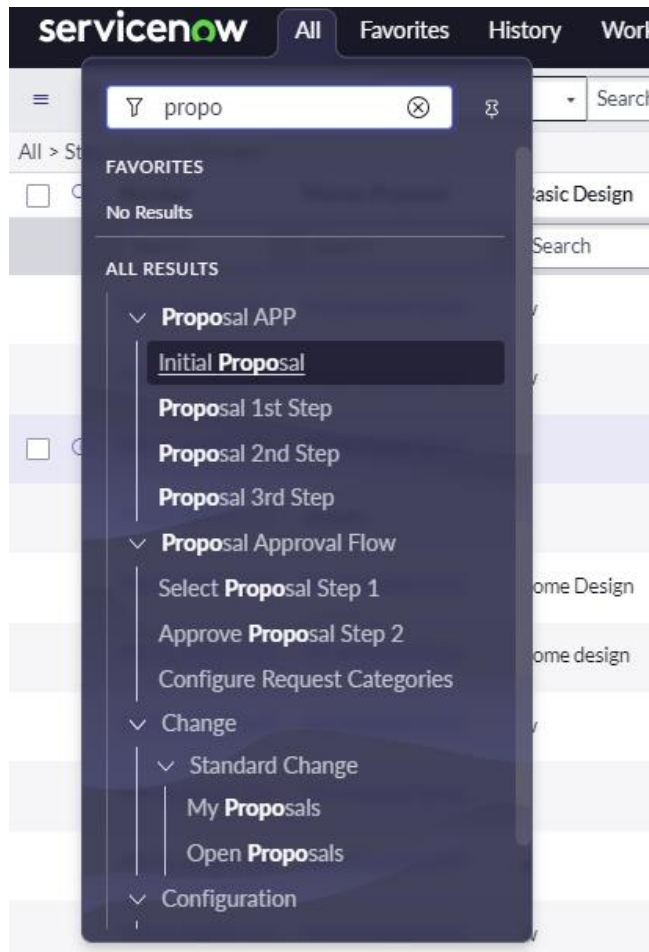 servicenow All Favorites History Work
propo Search
All > St
FAVORITES
Basic Design
No Results
Search
ALL RESULTS
Proposal APP
Initial Proposal
Proposal 1st Step
Proposal 2nd Step
Proposal 3rd Step
Proposal Approval Flow
Select Proposal Step 1
ome Design
Approve Proposal Step 2
ome design
Configure Request Categories
Change
Standard Change
My Proposals
Open Proposals
Configuration